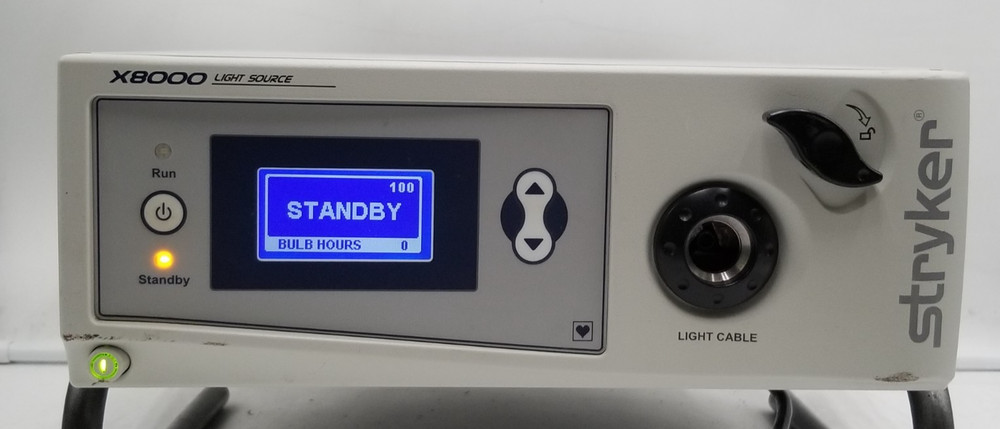 X8000 LIGHT SOURCE
Run
100
STANDBY
BULB HOURS 0
Standby
LIGHT CABLE
stryker®